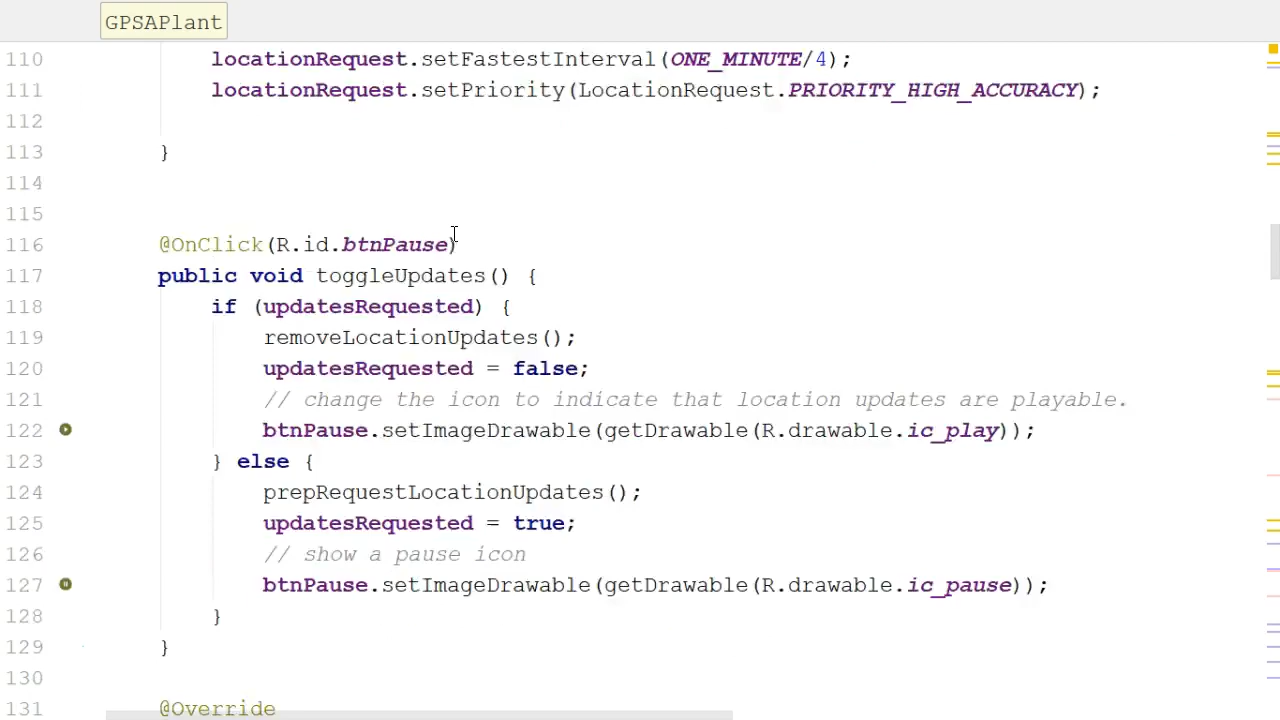 GPSAPlant
110 locationRequest.setFastestInterval(ONE_MINUTE/4);
111 locationRequest.setPriority(LocationRequest.PRIORITY_HIGH_ACCURACY);
112
113 }
114
115
116 @OnClick(R.id.btnPause)
117 public void toggleUpdates() {
118 if (updatesRequested) {
119 removeLocationUpdates();
120 updatesRequested = false;
121 // change the icon to indicate that location updates are playable.
122 btnPause.setImageDrawable(getDrawable(R.drawable.ic_play));
123 } else {
124 prepRequestLocationUpdates();
125 updatesRequested = true;
126 // show a pause icon
127 btnPause.setImageDrawable(getDrawable(R.drawable.ic_pause));
128 }
129 }
130
131 @Override